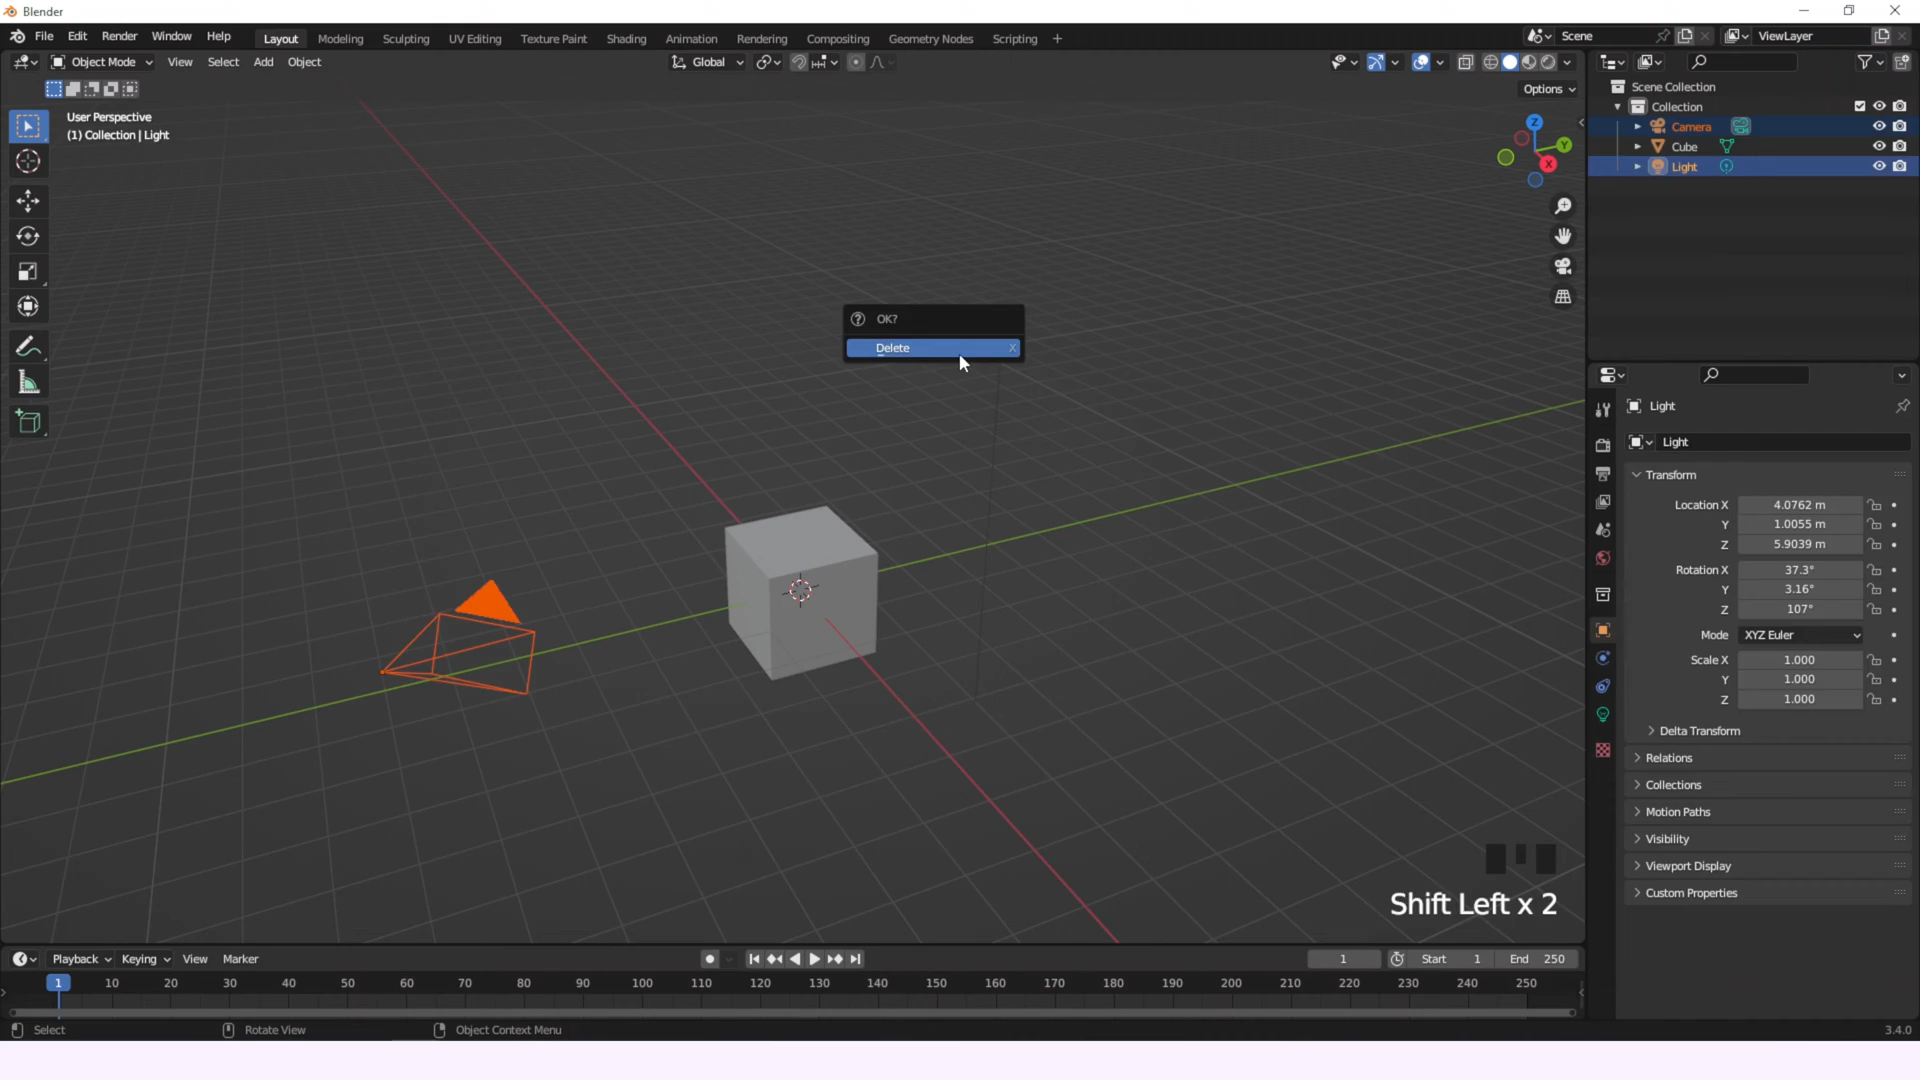 Blender
File Edit Render Window Help Layout Modeling Sculpting UV Editing Texture Paint Shading Animation Rendering Compositing Geometry Nodes Scripting +
Scene
ViewLayer
Object Mode View Select Add Object
Global
Options
User Perspective
(1) Collection | Light
Z
Y
X
OK?
Delete X
Shift Left x 2
Scene Collection
Collection
Camera
Cube
Light
Light
Light
Transform
Location X 4.0762 m
Y 1.0055 m
Z 5.9039 m
Rotation X 37.3°
Y 3.16°
Z 107°
Mode XYZ Euler
Scale X 1.000
Y 1.000
Z 1.000
Delta Transform
Relations
Collections
Motion Paths
Visibility
Viewport Display
Custom Properties
Playback Keying View Marker
1
Start 1
End 250
1 10 20 30 40 50 60 70 80 90 100 110 120 130 140 150 160 170 180 190 200 210 220 230 240 250
Select Rotate View Object Context Menu
3.4.0